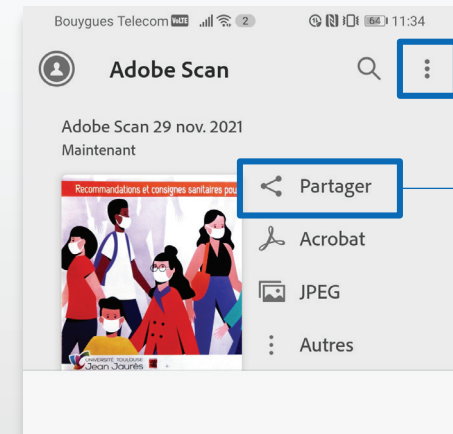 Bouygues Telecom VoLTE 2 64 11:34
Adobe Scan
Adobe Scan 29 nov. 2021
Maintenant
Recommandations et consignes sanitaires pou
Partager
Acrobat
JPEG
Autres
UNIVERSITÉ TOULOUSE
Jean Jaurès